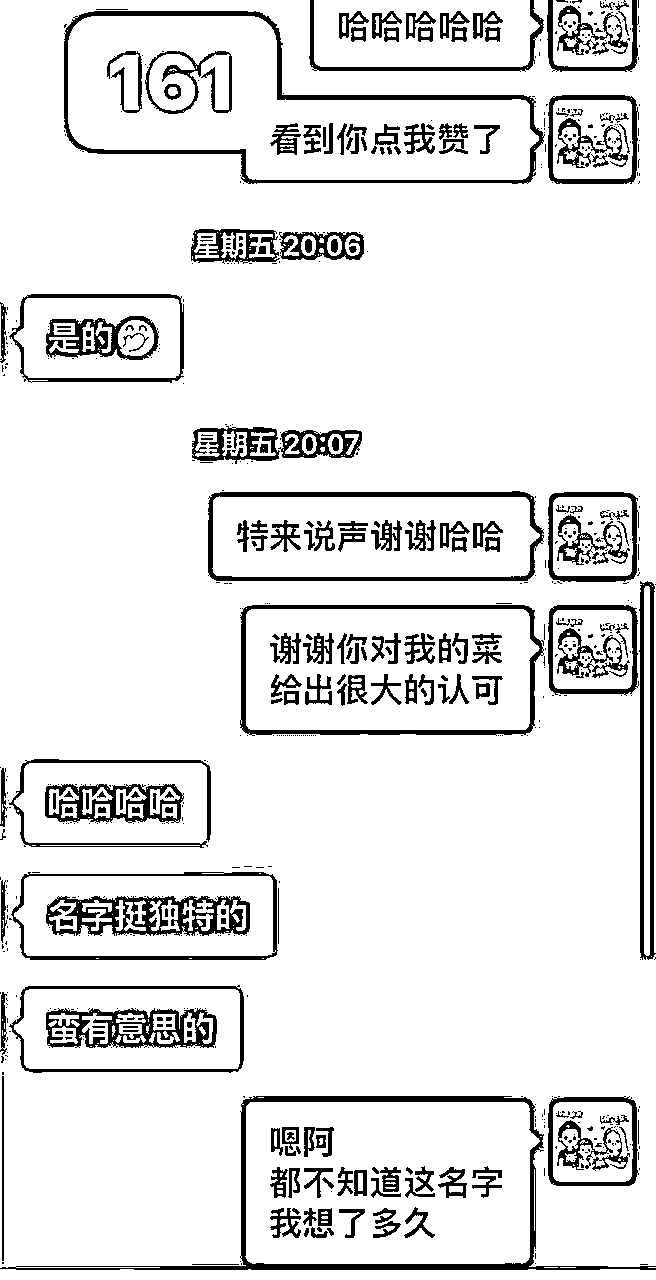 哈哈哈哈哈
161
看到你点我赞了
星期五 20:06
是的
星期五 20:07
特来说声谢谢哈哈
谢谢你对我的菜
给出很大的认可
哈哈哈哈
名字挺独特的
蛮有意思的
嗯阿
都不知道这名字
我想了多久